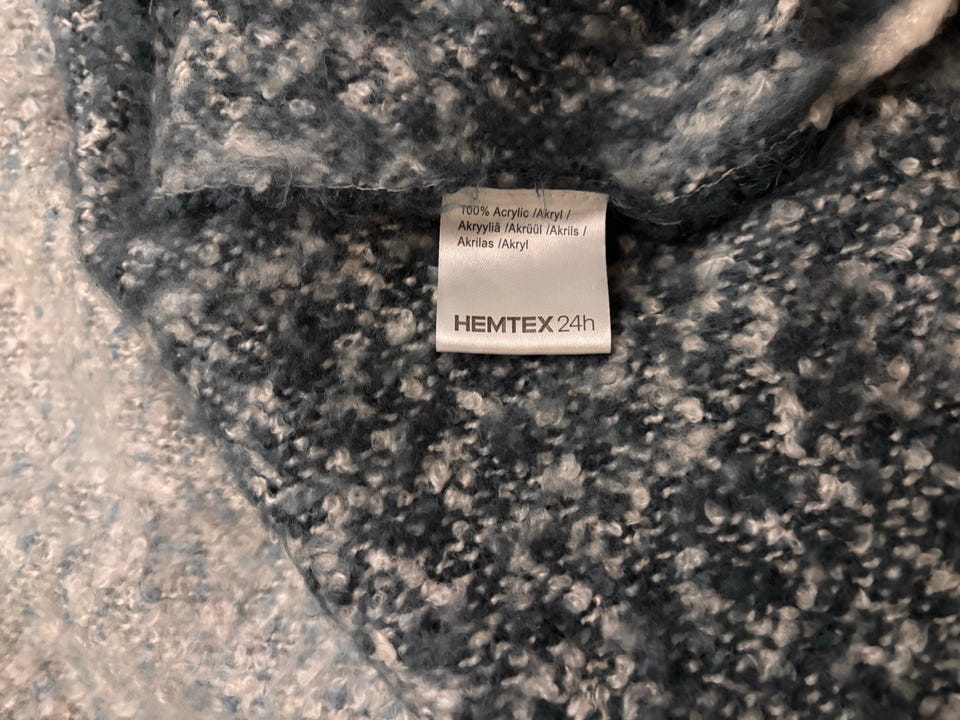 100% Acrylic /Akryl /
Akryyliä /Akrüül /Akrils /
Akrilas /Akryl
HEMTEX 24h